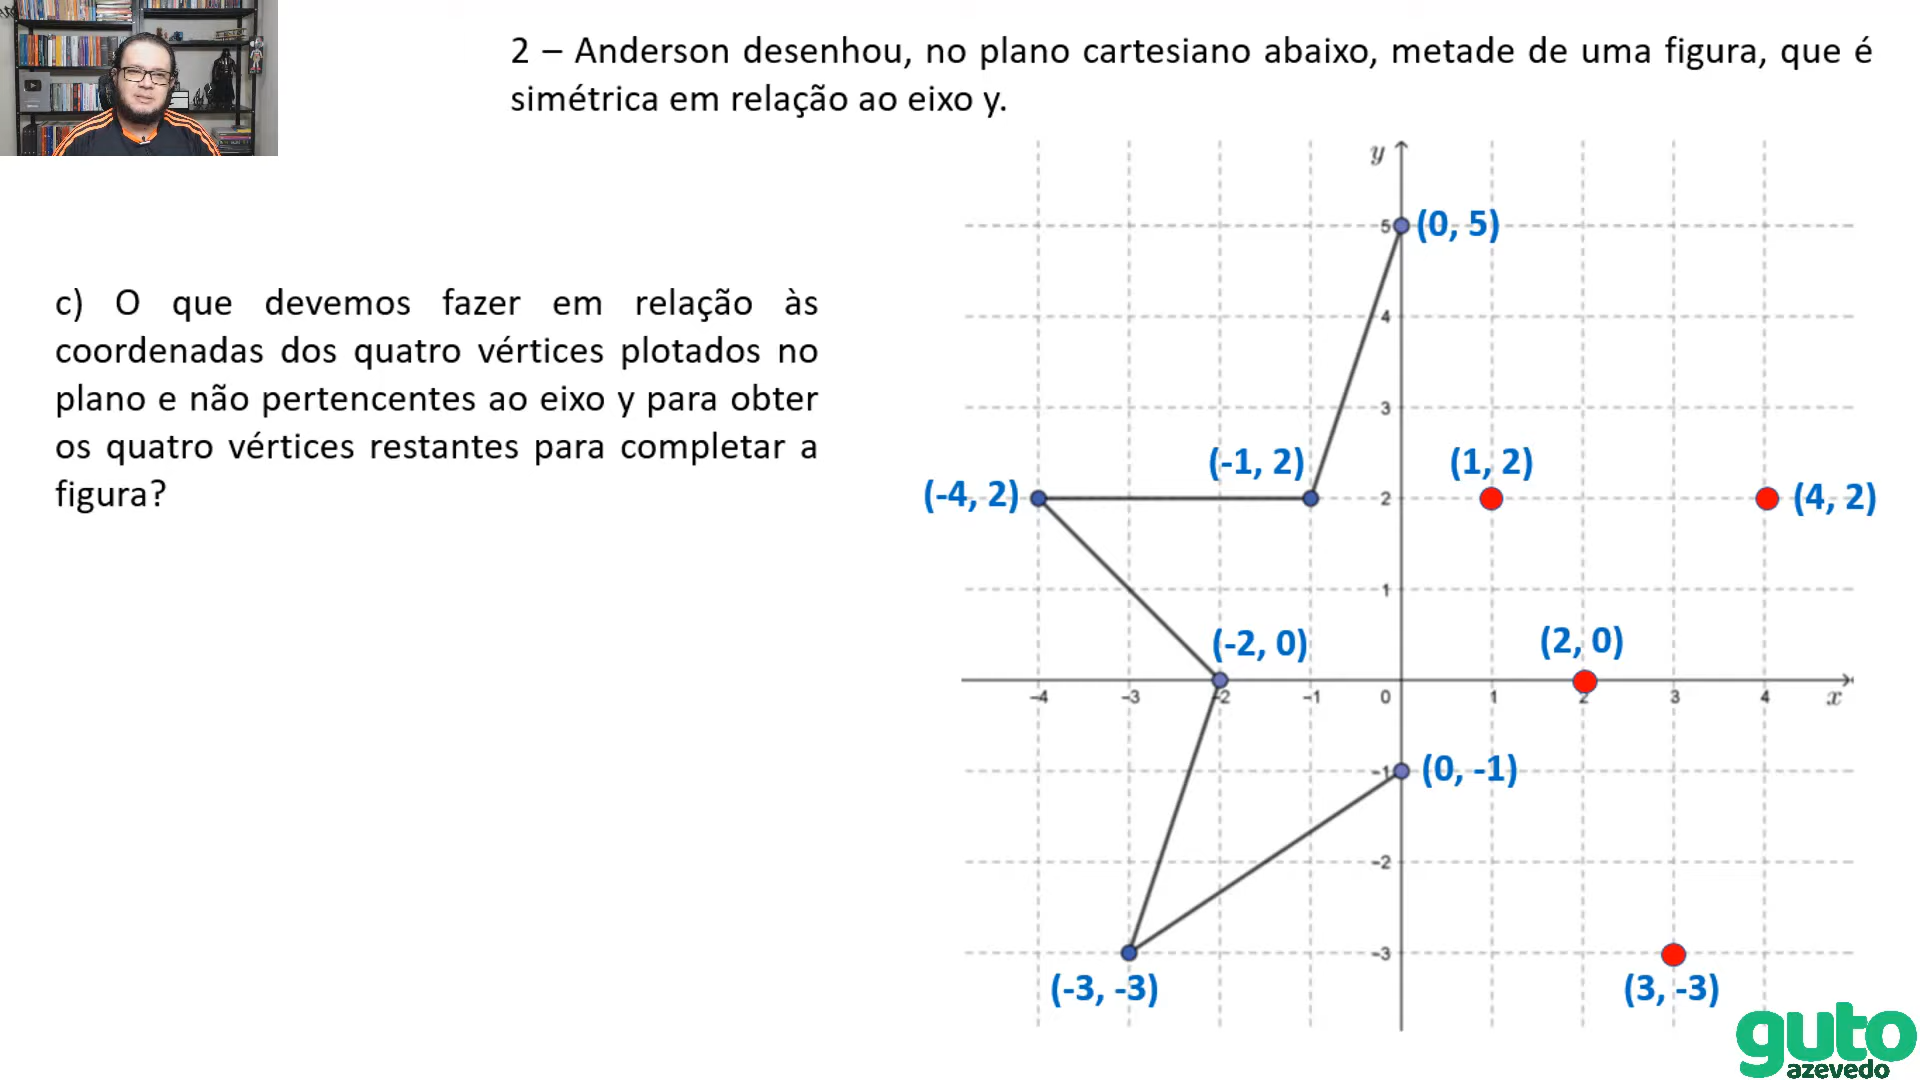 2 – Anderson desenhou, no plano cartesiano abaixo, metade de uma figura, que é
simétrica em relação ao eixo y.
c) O que devemos fazer em relação às
coordenadas dos quatro vértices plotados no
plano e não pertencentes ao eixo y para obter
os quatro vértices restantes para completar a
figura?
y
5 (0, 5)
4
3
(-1, 2) (1, 2)
(-4, 2) 2 (4, 2)
1
(-2, 0) (2, 0)
-4 -3 -2 -1 0 1 2 3 4 x
-1 (0, -1)
-2
-3
(-3, -3) (3, -3)
guto
azevedo